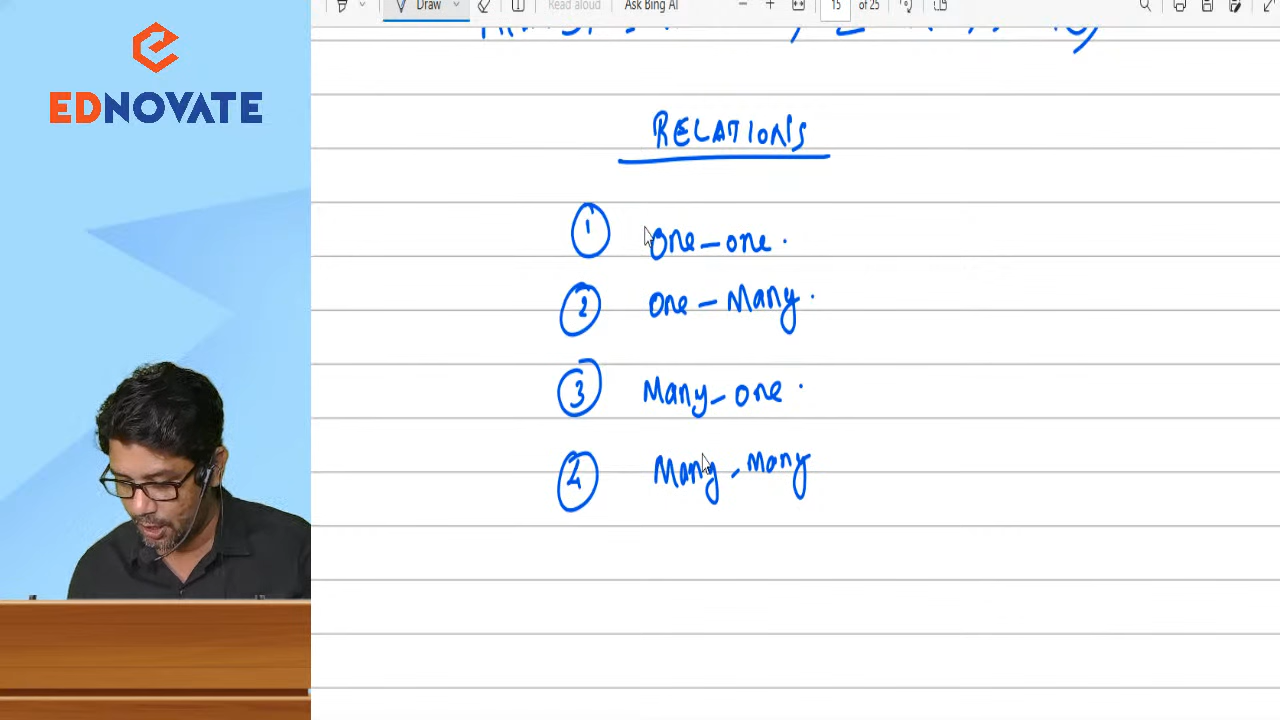 Draw
Read aloud
Ask Bing AI
15
of 25
EDNOVATE
RELATIONS
1 One-one.
2 One-Many.
3 Many-one.
4 Many-Many